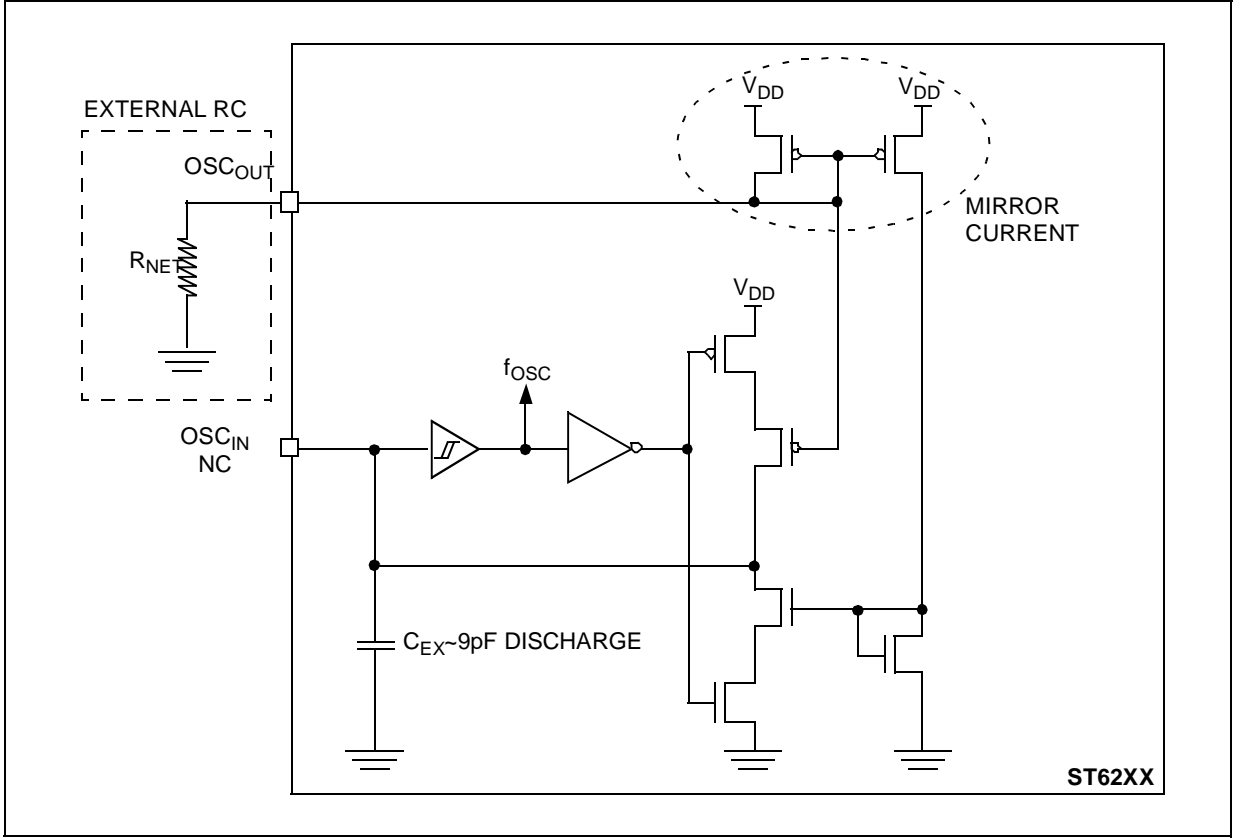 EXTERNAL RC
OSCOUT
RNET
VDD
VDD
MIRROR
CURRENT
VDD
fOSC
OSCIN
NC
CEX~9pF DISCHARGE
ST62XX